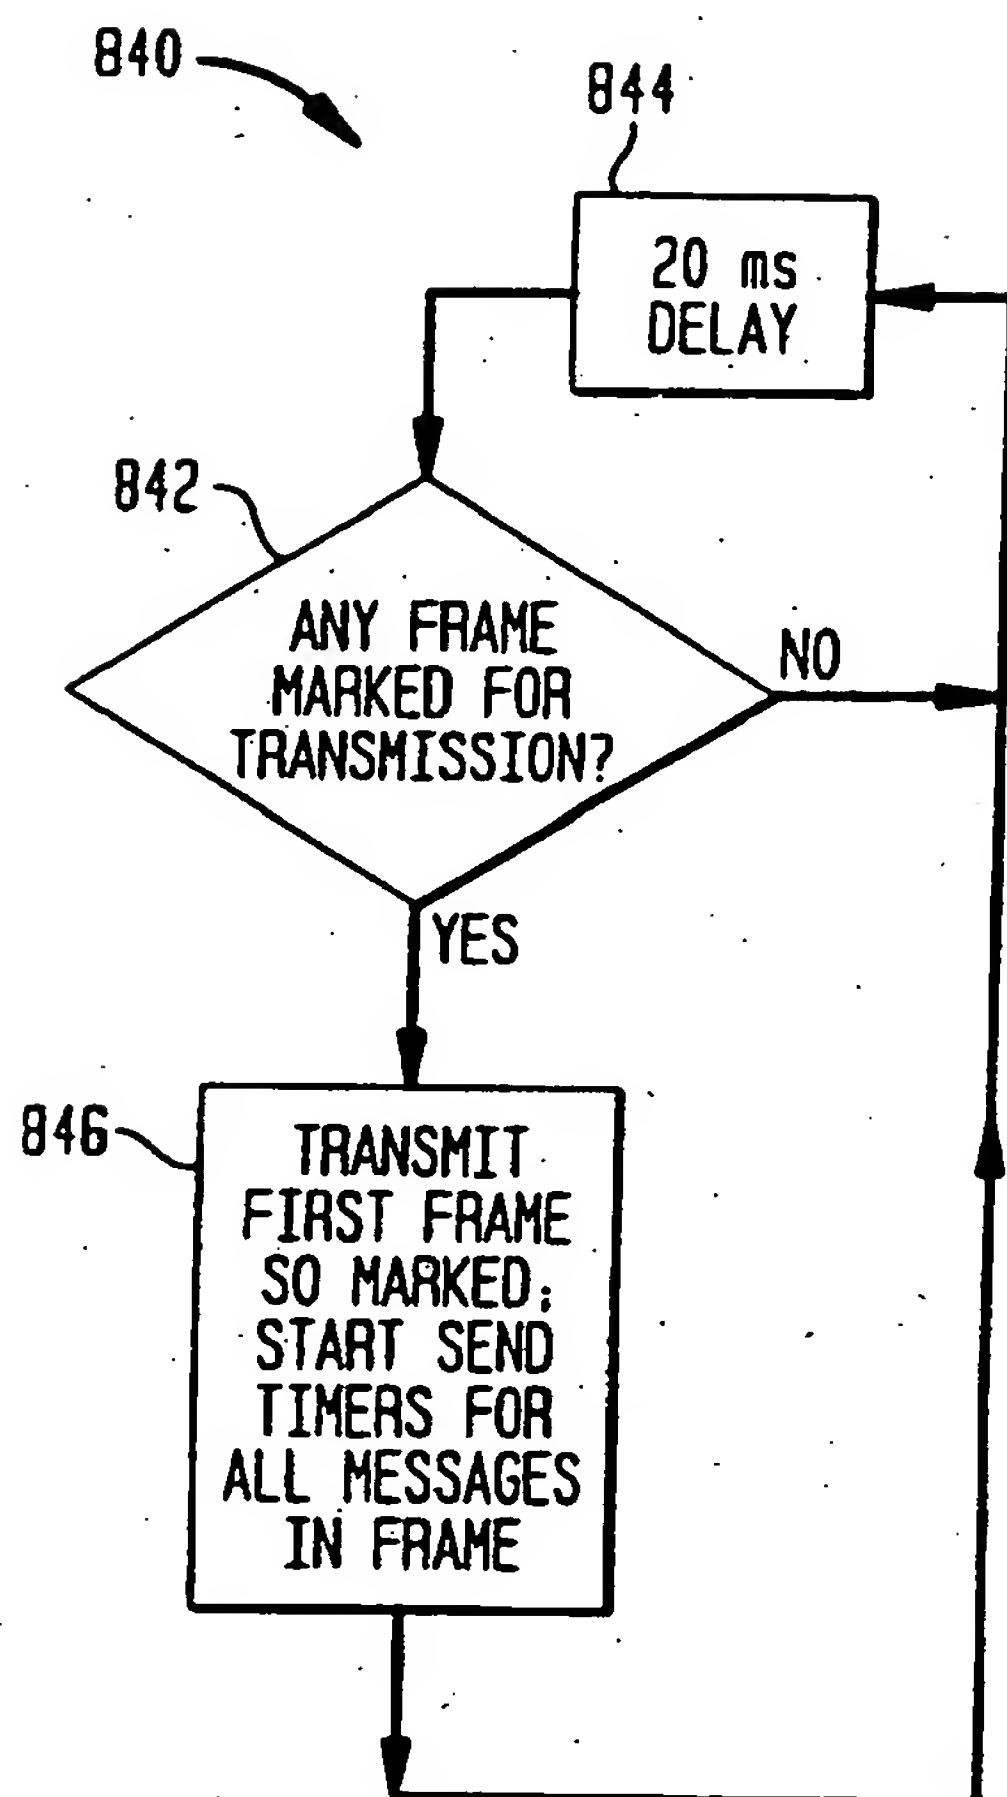 840
844
20 ms
DELAY
842
ANY FRAME
MARKED FOR
TRANSMISSION?
NO
YES
846
TRANSMIT
FIRST FRAME
SO MARKED;
START SEND
TIMERS FOR
ALL MESSAGES
IN FRAME